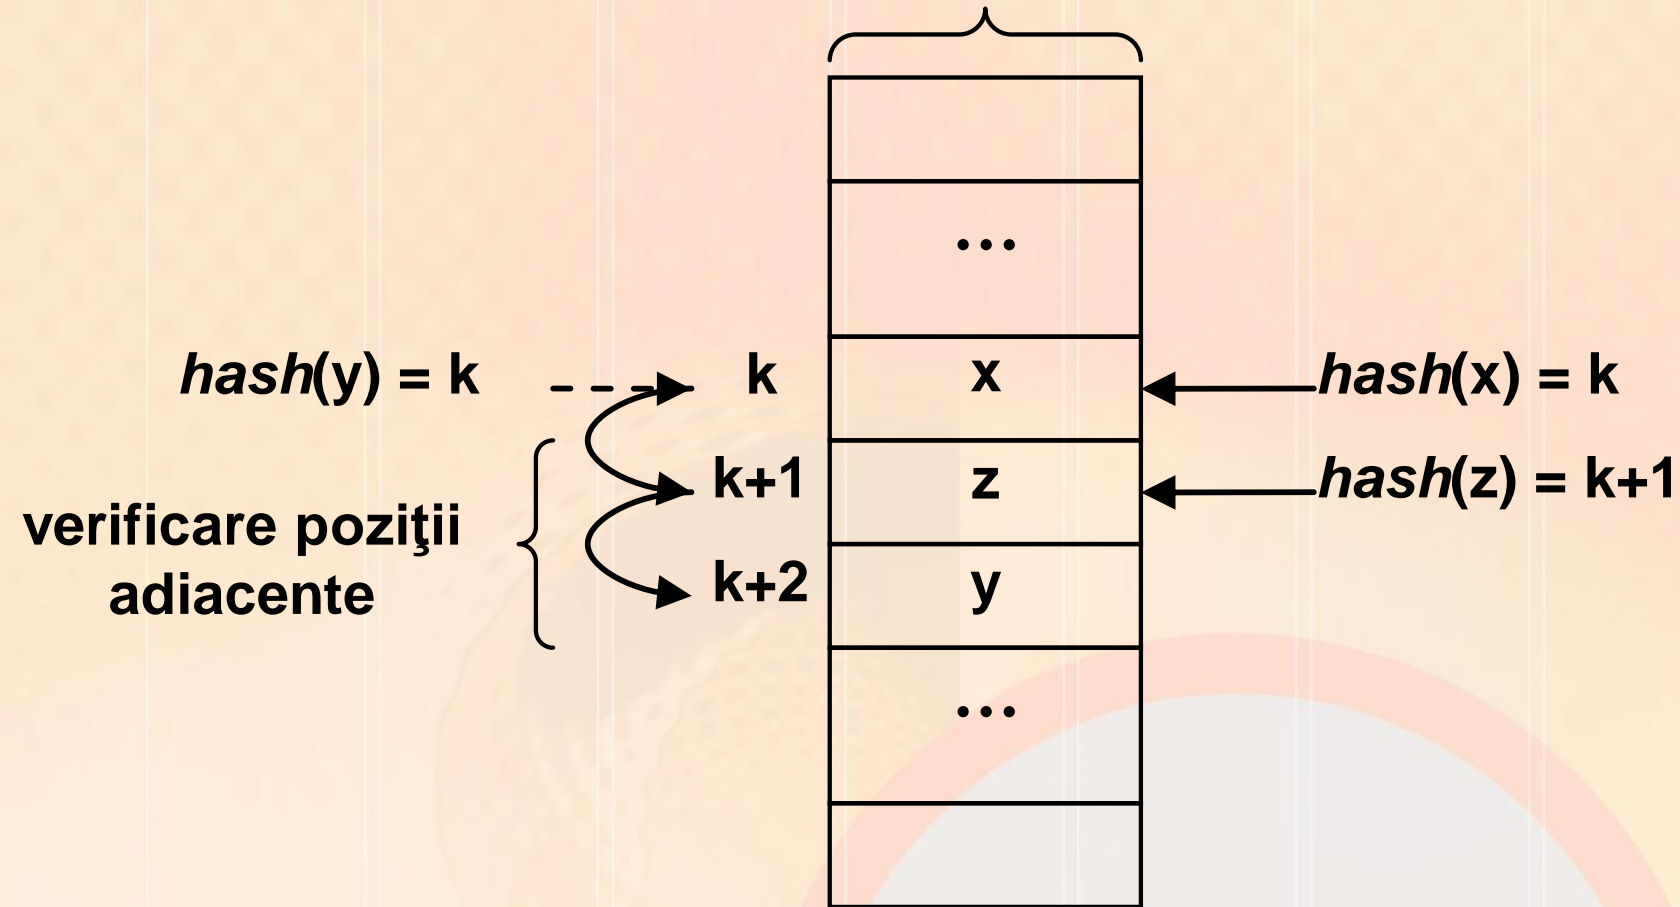 ...
hash(y) = k k x hash(x) = k
k+1 z hash(z) = k+1
verificare poziţii
adiacente
k+2 y
...